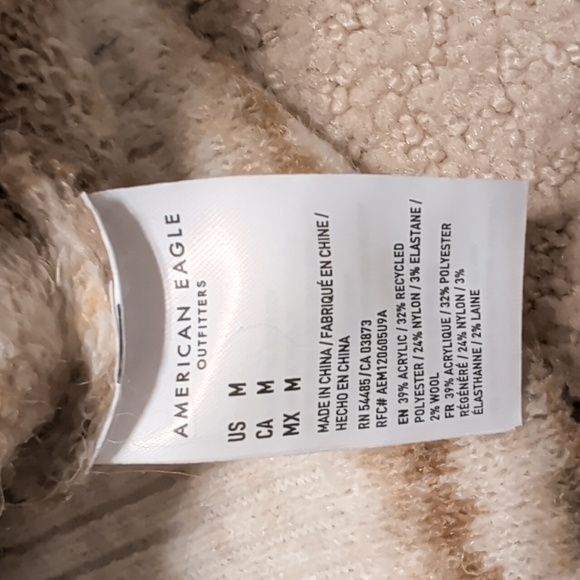 AMERICAN EAGLE
OUTFITTERS
US M
CA M
MX M
MADE IN CHINA / FABRIQUÉ EN CHINE /
HECHO EN CHINA
RN 54485/CA 03873
RFC# AEM120605U9A
EN 39% ACRYLIC / 32% RECYCLED
POLYESTER / 24% NYLON / 3% ELASTANE /
2% WOOL
FR 39% ACRYLIQUE / 32% POLYESTER
RÉGÉNÉRÉ / 24% NYLON / 3%
ÉLASTHANNE / 2% LAINE